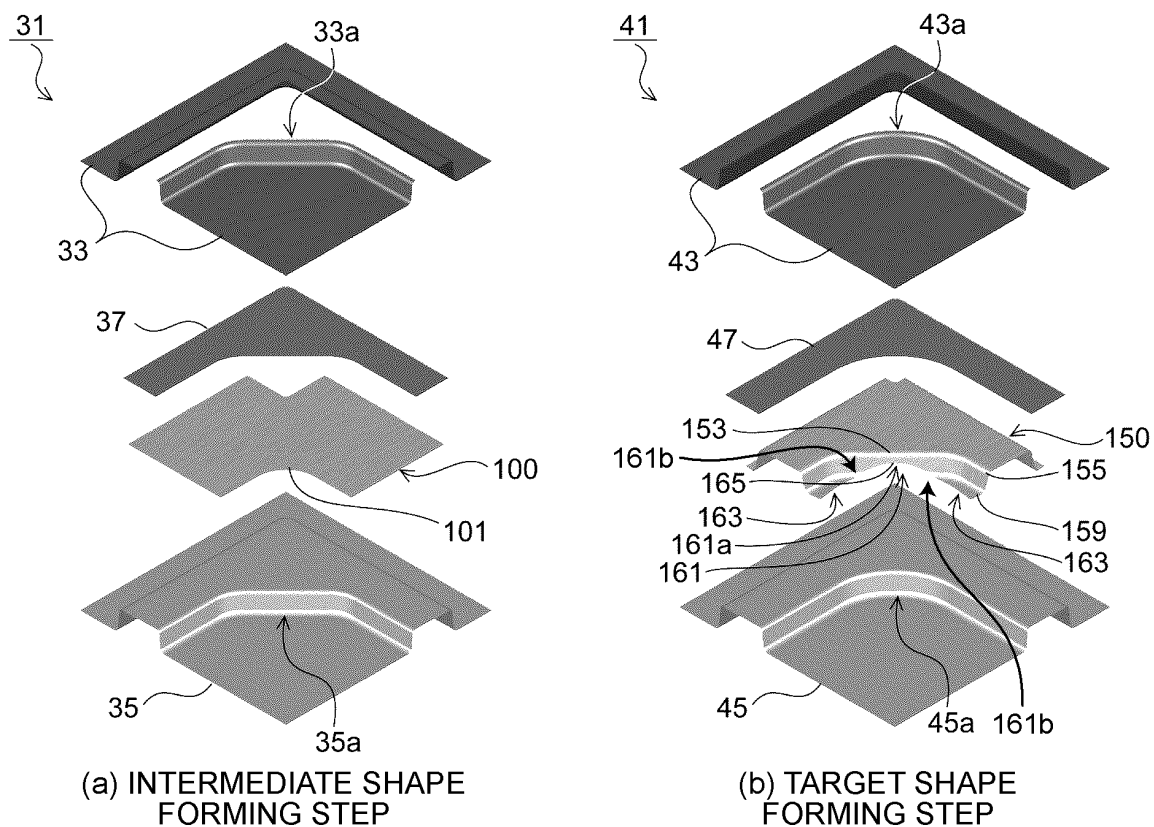 31
33a
33
37
100
101
35
35a
(a) INTERMEDIATE SHAPE
FORMING STEP
41
43a
43
47
153
150
161b
155
165
163
159
161a
163
161
45
45a
161b
(b) TARGET SHAPE
FORMING STEP